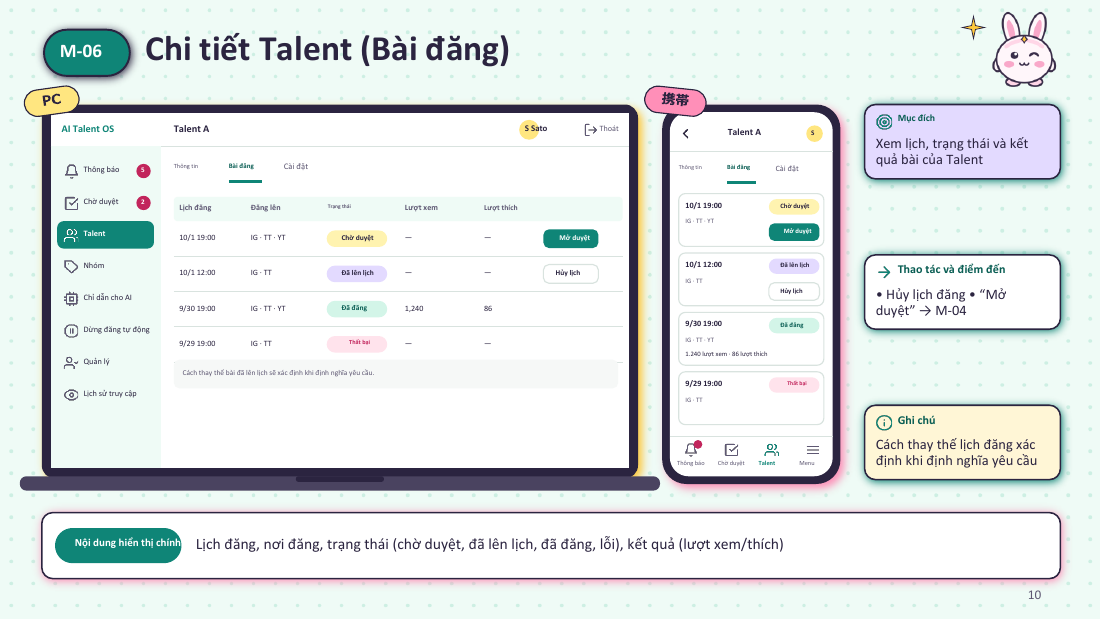 M-06
Chi tiết Talent (Bài đăng)
PC
AI Talent OS
Talent A
S Sato
Thoát
Thông báo
5
Chờ duyệt
2
Talent
Nhóm
Chỉ dẫn cho AI
Dừng đăng tự động
Quản lý
Lịch sử truy cập
Thông tin
Bài đăng
Cài đặt
Lịch đăng
Đăng lên
Trạng thái
Lượt xem
Lượt thích
10/1 19:00
IG · TT · YT
Chờ duyệt
—
—
Mở duyệt
10/1 12:00
IG · TT
Đã lên lịch
—
—
Hủy lịch
9/30 19:00
IG · TT · YT
Đã đăng
1,240
86
9/29 19:00
IG · TT
Thất bại
—
—
Cách thay thế bài đã lên lịch sẽ xác định khi định nghĩa yêu cầu.
携帯
Talent A
S
Thông tin
Bài đăng
Cài đặt
10/1 19:00
Chờ duyệt
IG · TT · YT
Mở duyệt
10/1 12:00
Đã lên lịch
IG · TT
Hủy lịch
9/30 19:00
Đã đăng
IG · TT · YT
1.240 lượt xem · 86 lượt thích
9/29 19:00
Thất bại
IG · TT
Thông báo
Chờ duyệt
Talent
Menu
Mục đích
Xem lịch, trạng thái và kết
quả bài của Talent
Thao tác và điểm đến
• Hủy lịch đăng • “Mở
duyệt” → M-04
Ghi chú
Cách thay thế lịch đăng xác
định khi định nghĩa yêu cầu
Nội dung hiển thị chính
Lịch đăng, nơi đăng, trạng thái (chờ duyệt, đã lên lịch, đã đăng, lỗi), kết quả (lượt xem/thích)
10